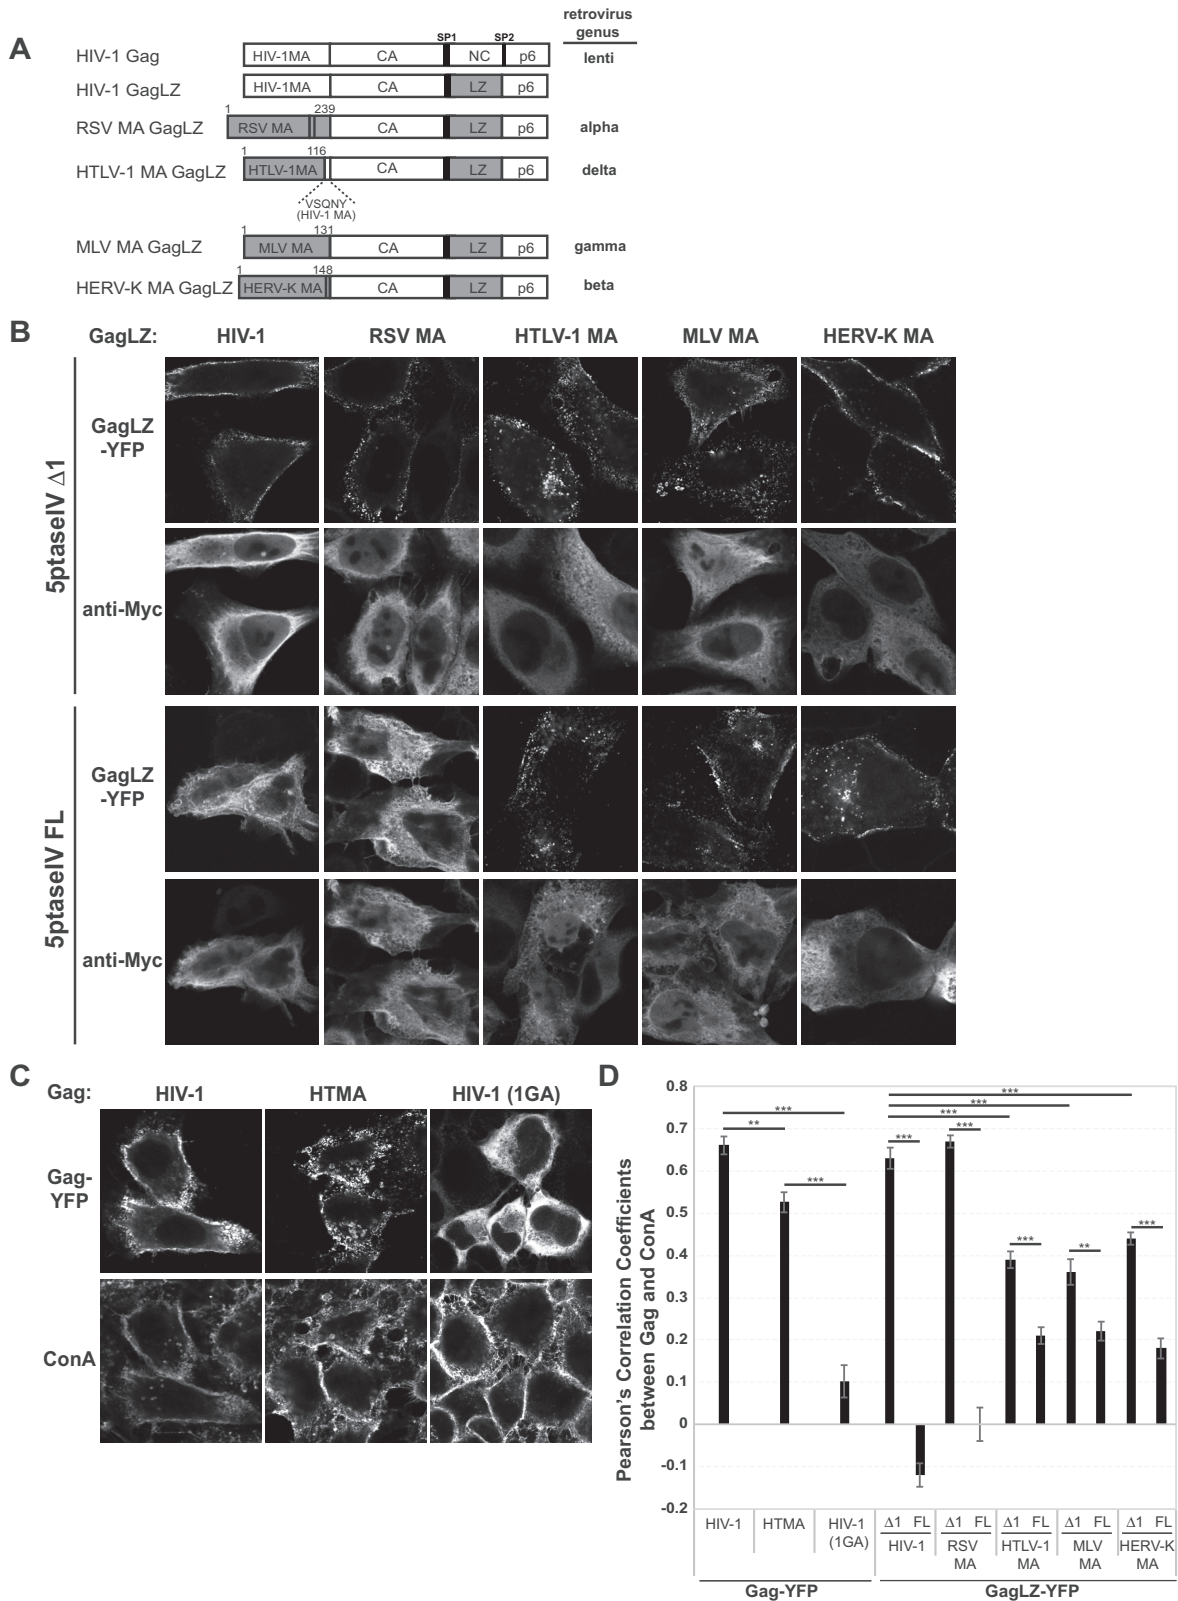 A
retrovirus
genus
SP1 SP2
HIV-1 Gag HIV-1MA CA NC p6 lenti
HIV-1 GagLZ HIV-1MA CA LZ p6
1 239
RSV MA GagLZ RSV MA CA LZ p6 alpha
1 116
HTLV-1 MA GagLZ HTLV-1MA CA LZ p6 delta
VSQNY
(HIV-1 MA)
1 131
MLV MA GagLZ MLV MA CA LZ p6 gamma
1 148
HERV-K MA GagLZ HERV-K MA CA LZ p6 beta
B
GagLZ: HIV-1 RSV MA HTLV-1 MA MLV MA HERV-K MA
5ptaseIV Δ1
GagLZ
-YFP
anti-Myc
5ptaseIV FL
GagLZ
-YFP
anti-Myc
C
Gag: HIV-1 HTMA HIV-1 (1GA)
Gag-
YFP
ConA
D
Pearson's Correlation Coefficients
between Gag and ConA
0.8
0.7
0.6
0.5
0.4
0.3
0.2
0.1
0
-0.1
-0.2
***
**
***
***
***
***
***
***
***
**
***
HIV-1 HTMA HIV-1
(1GA)
Δ1 FL Δ1 FL Δ1 FL Δ1 FL Δ1 FL
HIV-1 RSV HTLV-1 MLV HERV-K
MA MA MA MA
Gag-YFP GagLZ-YFP